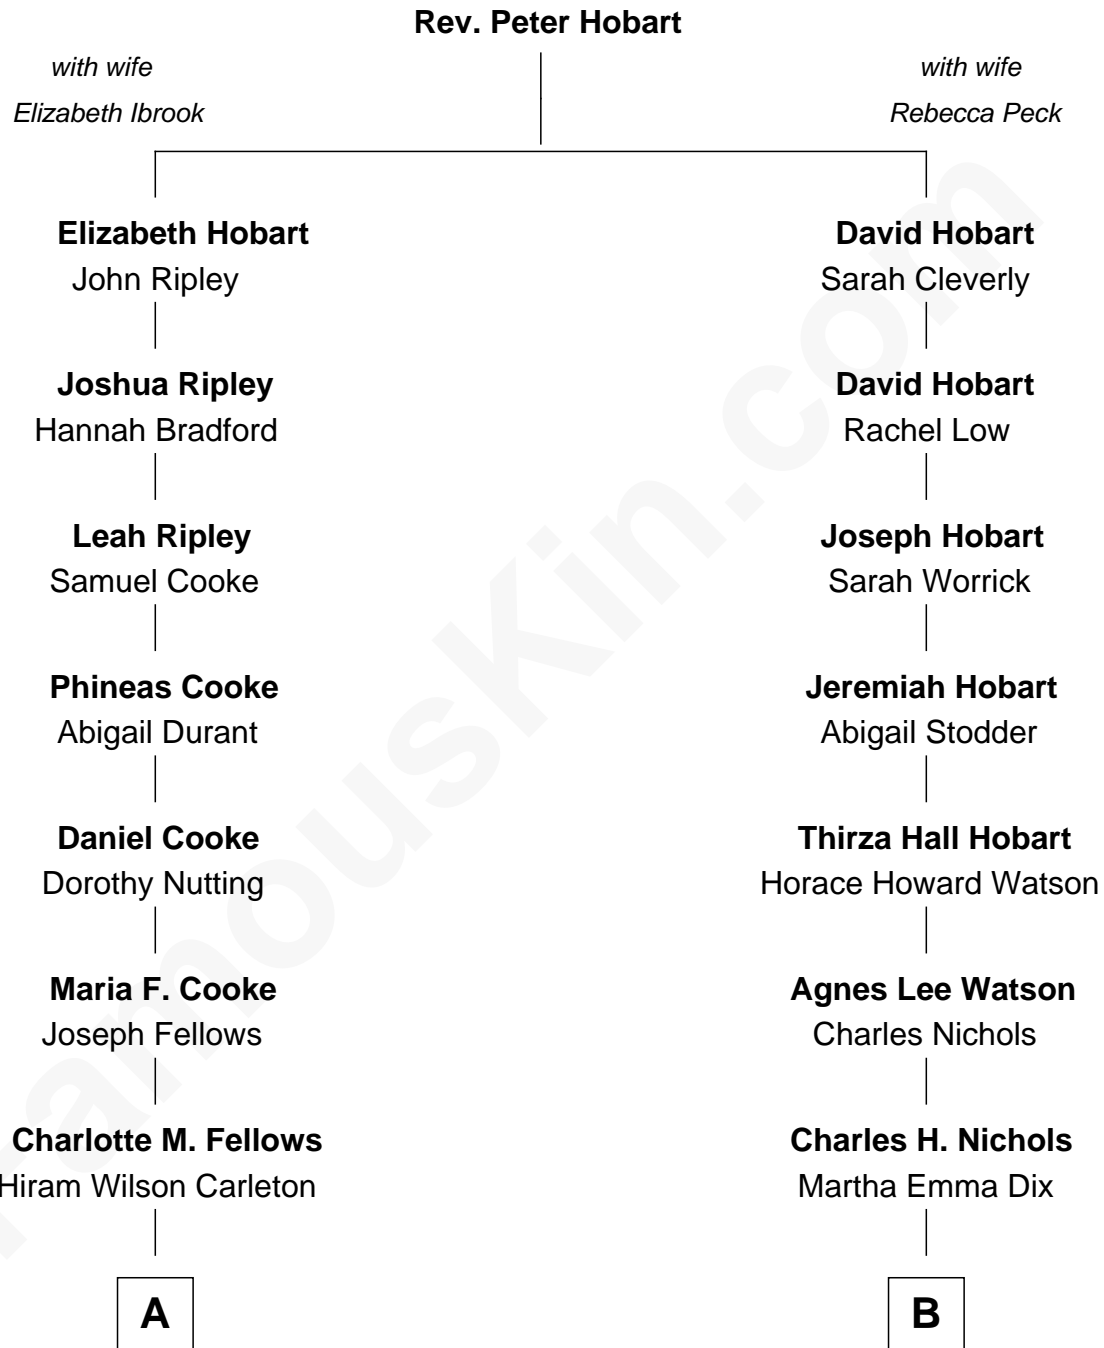 Rev. Peter Hobart
with wife
Elizabeth Ibrook
with wife
Rebecca Peck
Elizabeth Hobart
John Ripley
David Hobart
Sarah Cleverly
Joshua Ripley
Hannah Bradford
David Hobart
Rachel Low
Leah Ripley
Samuel Cooke
Joseph Hobart
Sarah Worrick
Phineas Cooke
Abigail Durant
Jeremiah Hobart
Abigail Stodder
Daniel Cooke
Dorothy Nutting
Thirza Hall Hobart
Horace Howard Watson
Maria F. Cooke
Joseph Fellows
Agnes Lee Watson
Charles Nichols
Charlotte M. Fellows
Hiram Wilson Carleton
Charles H. Nichols
Martha Emma Dix
A
B
famouskin.com